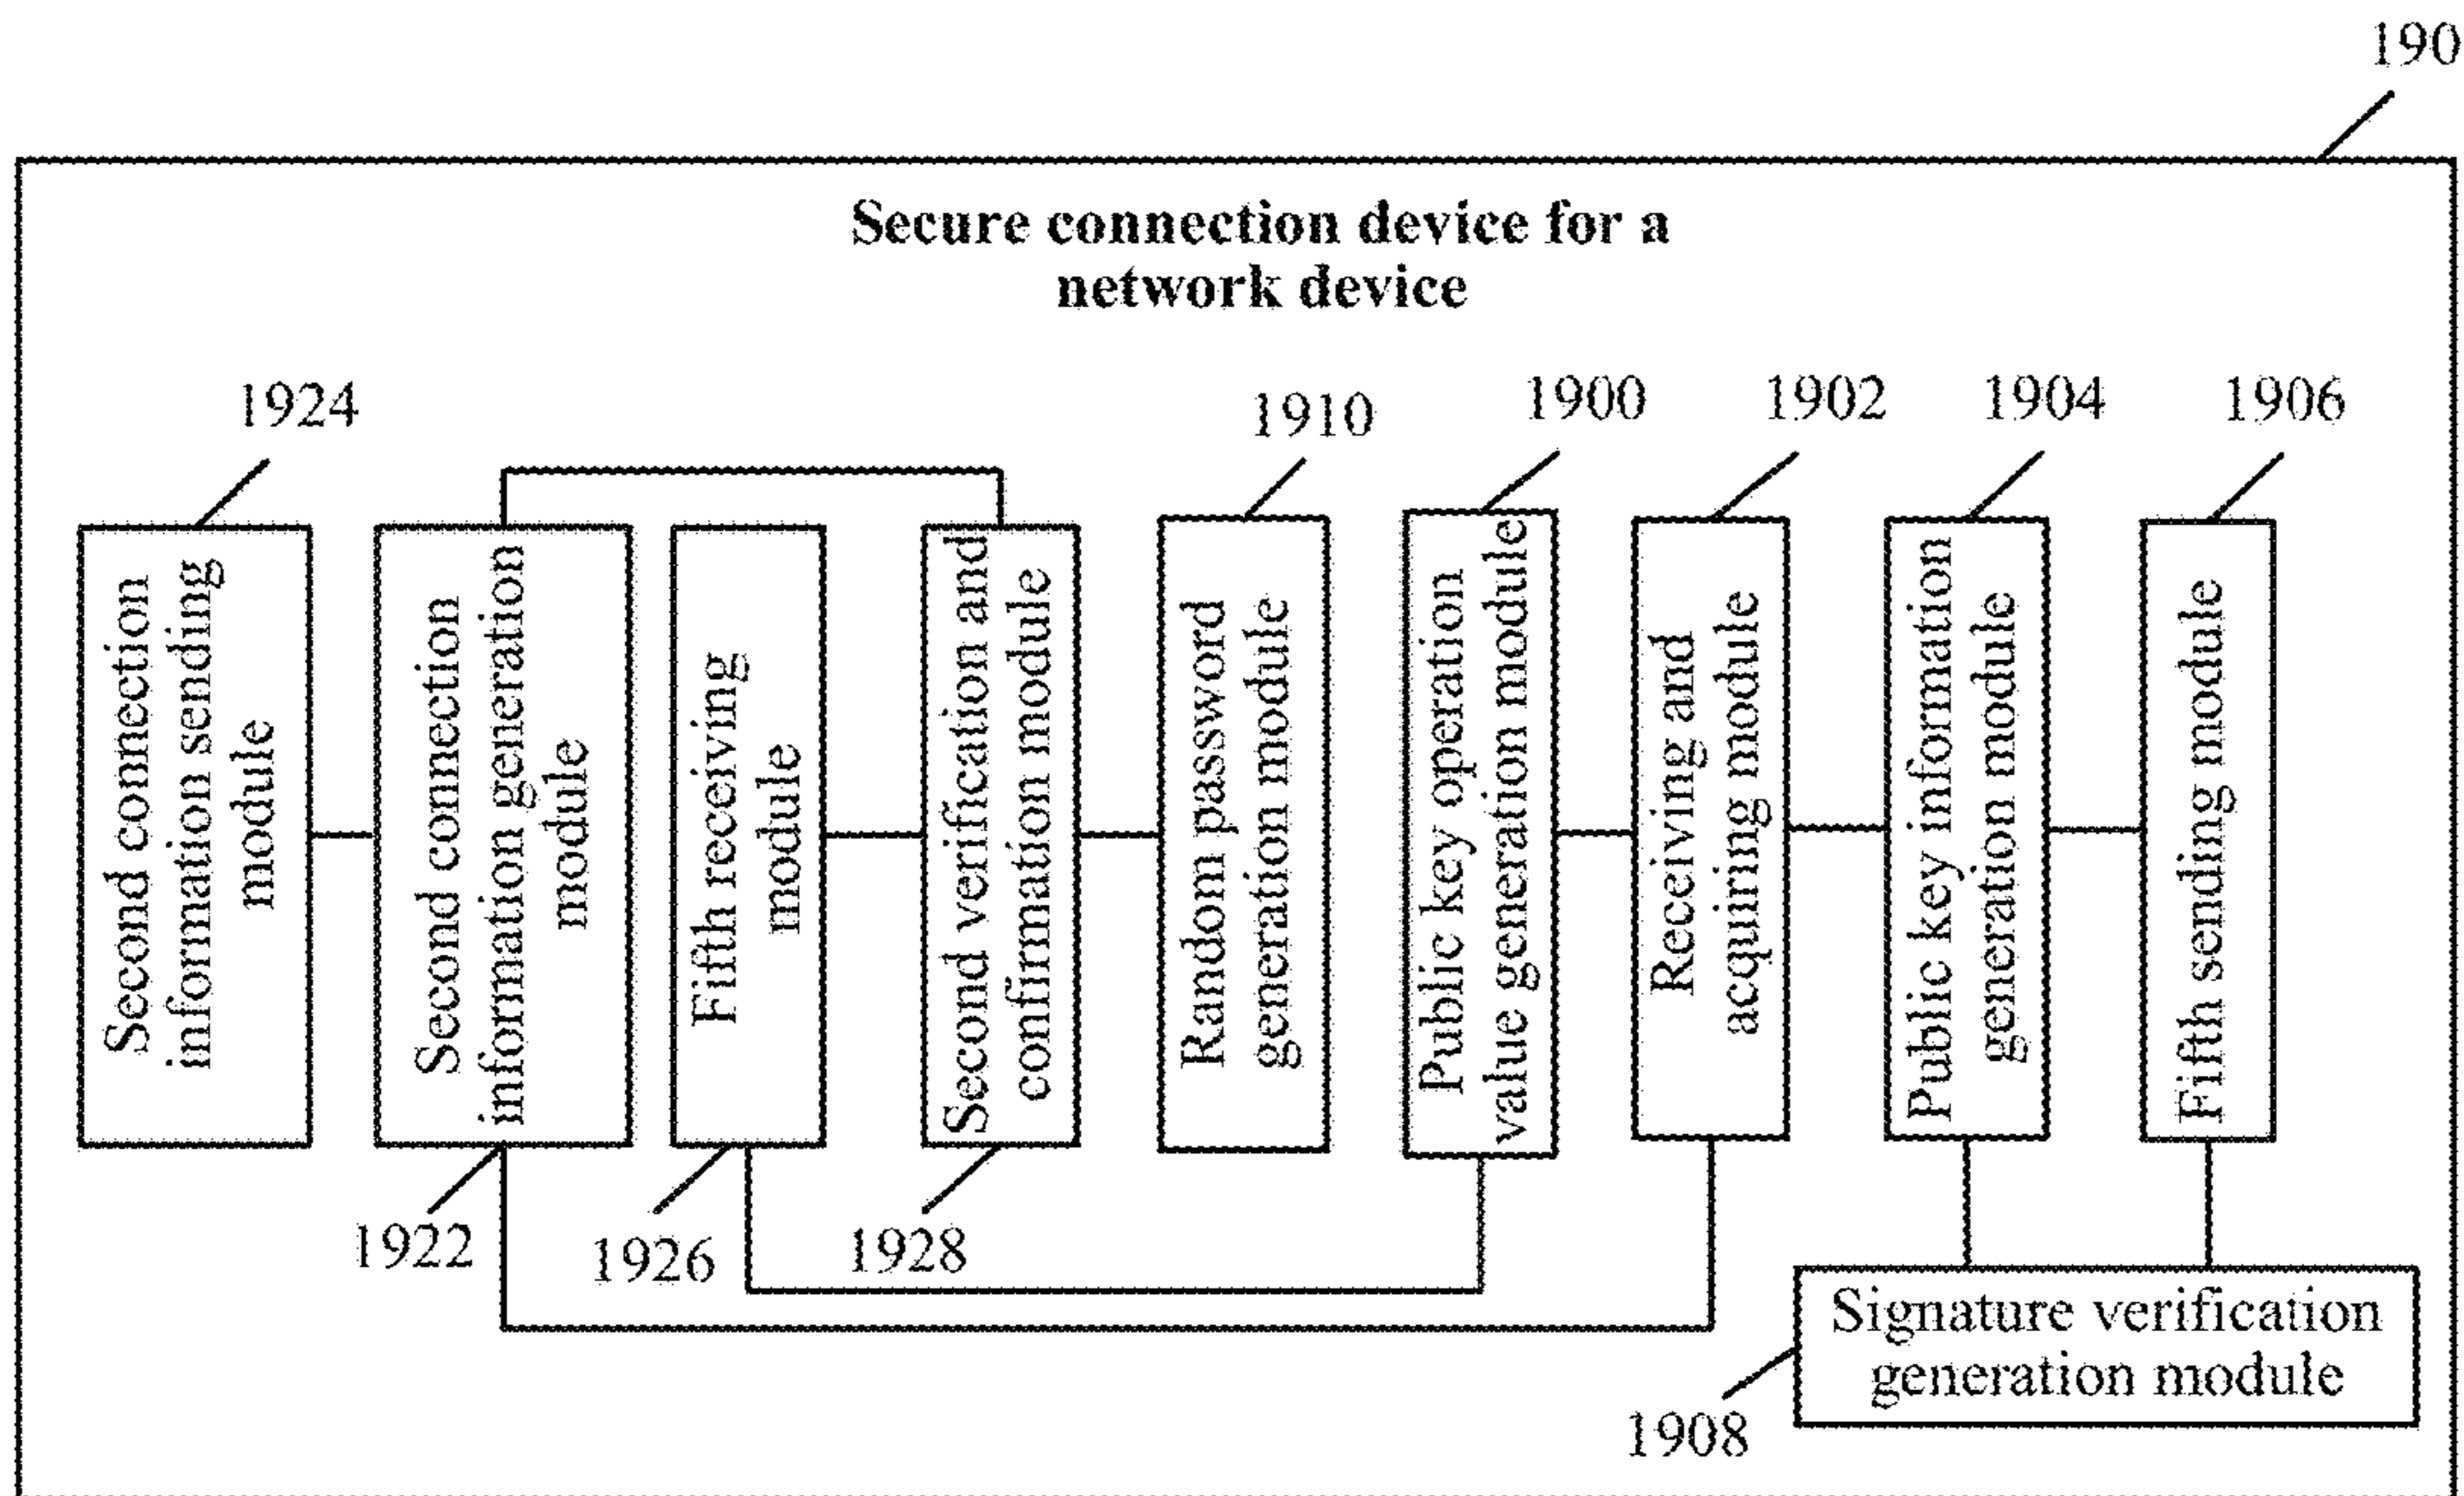 190
Secure connection device for a
network device
1924
1910
1900
1902
1904
1906
Second connection
information sending
module
Second connection
information generation
module
Fifth receiving
module
Second verification and
confirmation module
Random password
generation module
Public key operation
value generation module
Receiving and
acquiring module
Public key information
generation module
Fifth sending module
1922
1926
1928
Signature verification
generation module
1908